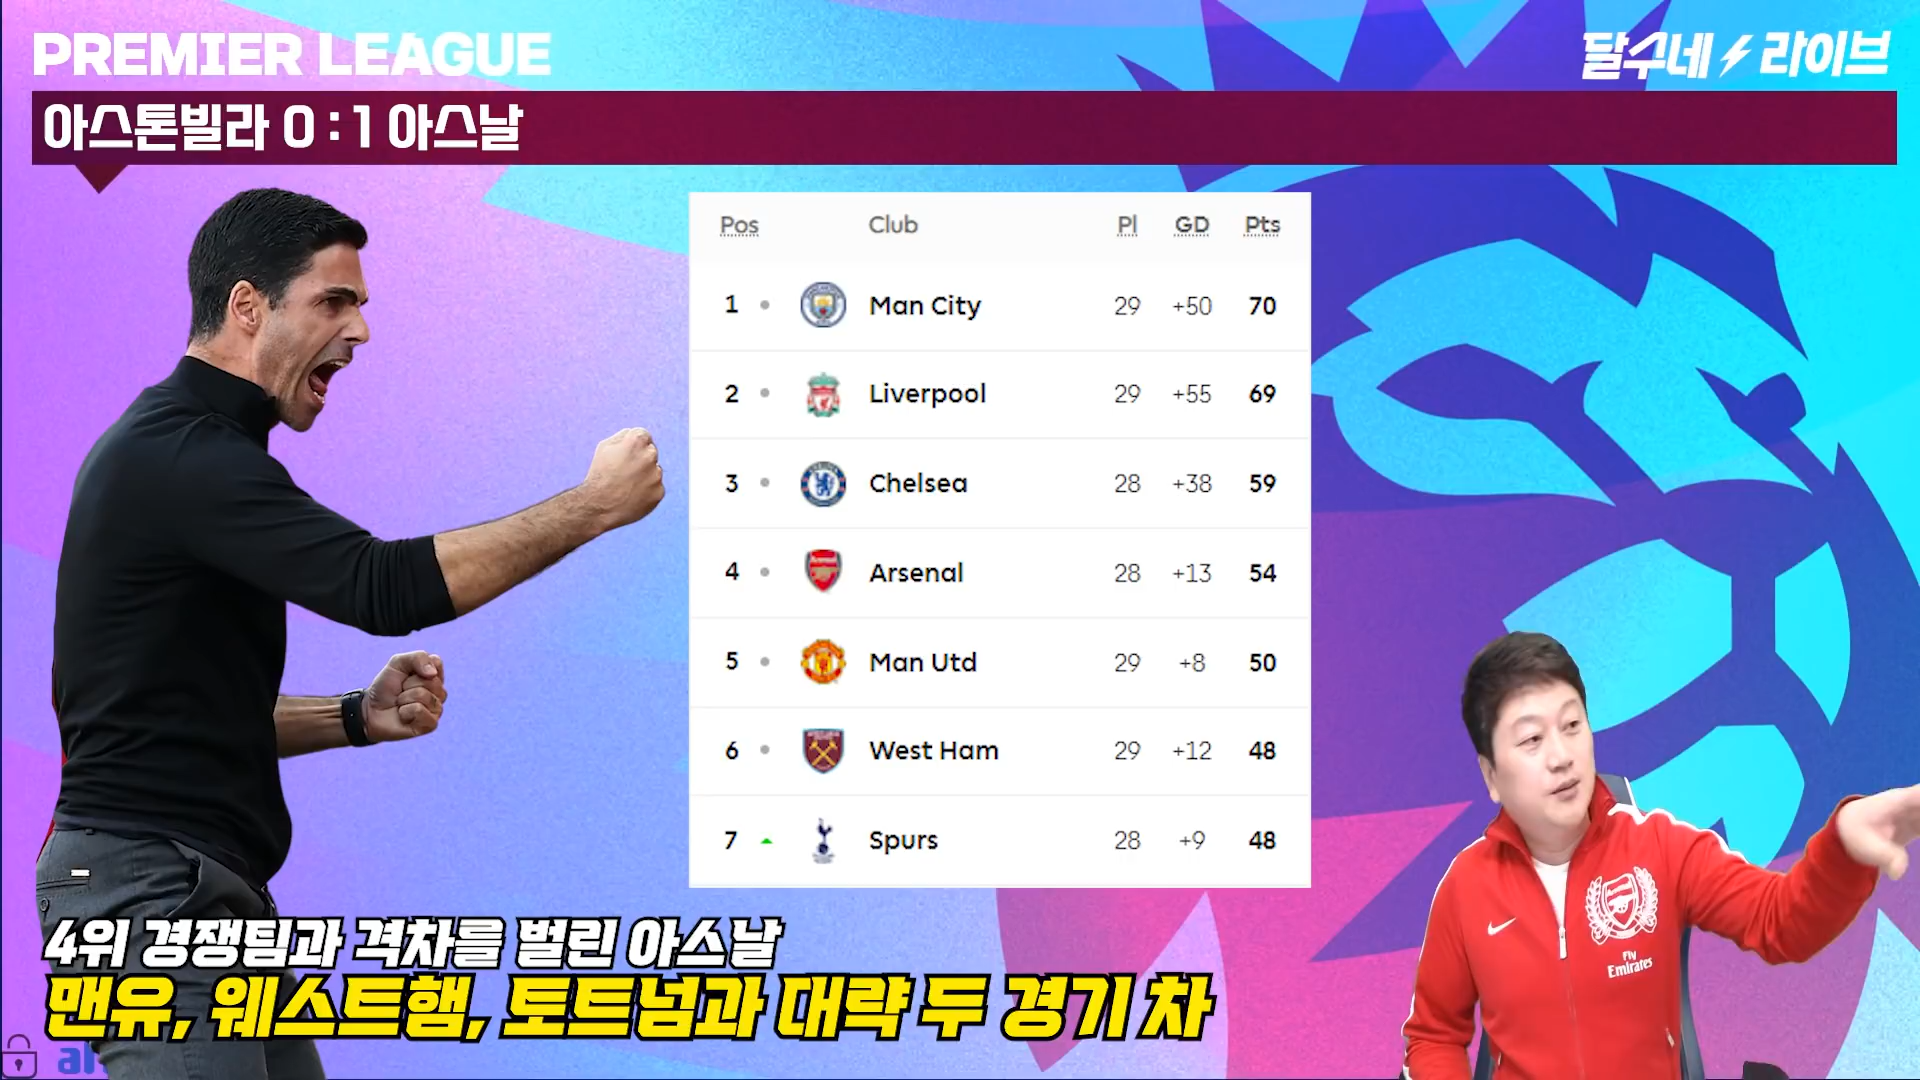 PREMIER LEAGUE
달수네 라이브
아스톤빌라 0 : 1 아스날
Pos Club Pl GD Pts
1 Man City 29 +50 70
2 Liverpool 29 +55 69
3 Chelsea 28 +38 59
4 Arsenal 28 +13 54
5 Man Utd 29 +8 50
6 West Ham 29 +12 48
7 Spurs 28 +9 48
Fly
Emirates
4위 경쟁팀과 격차를 벌린 아스날
맨유, 웨스트햄, 토트넘과 대략 두 경기 차